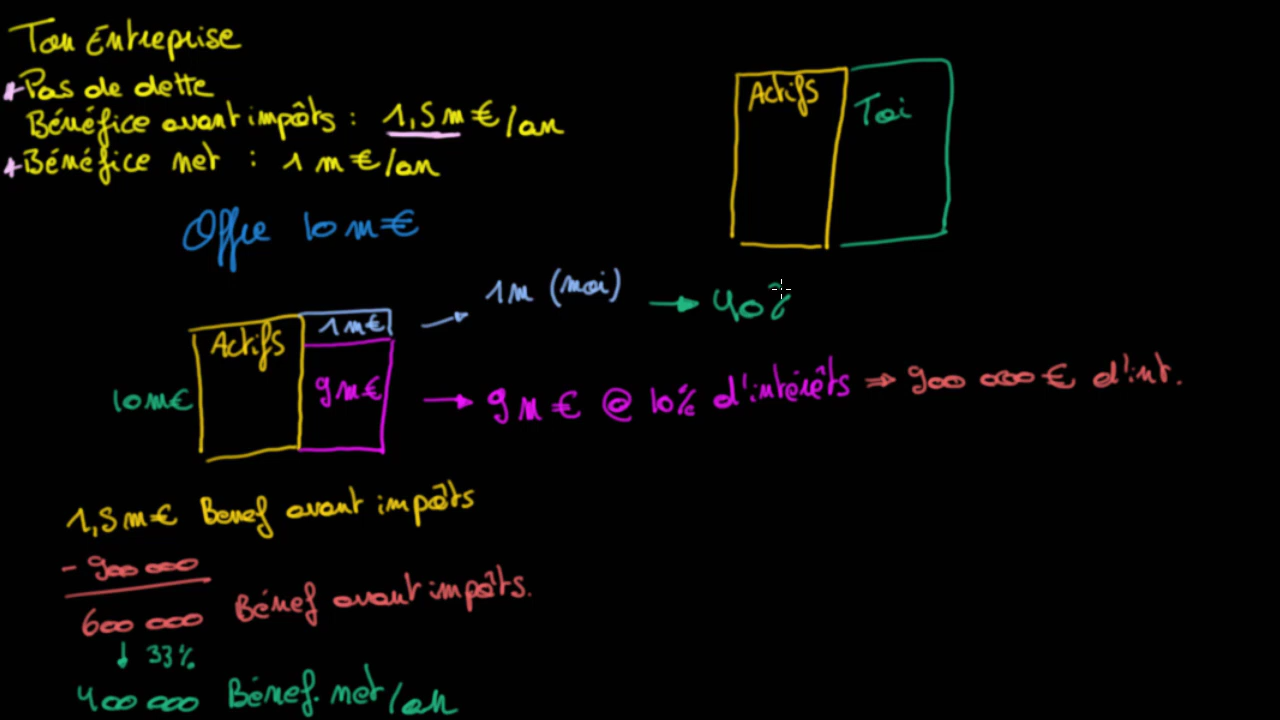 Ton Entreprise
Pas de dette
Bénéfice avant impôts : 1,5 m €/an
Bénéfice net : 1 m €/an
Actifs
Toi
Offre 10 m €
1 m (moi) → 40%
Actifs
1 m €
10 m €
9 m €
→ 9 m € @ 10% d'intérêts ⇒ 900 000 € d'int.
1,5 m € Bénef avant impôts
- 900 000
600 000 Bénef avant impôts.
↓ 33%
400 000 Bénef. net/an